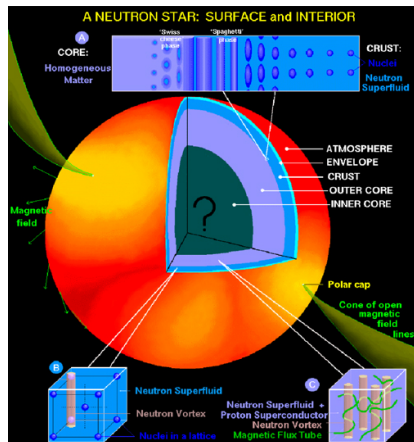 A NEUTRON STAR: SURFACE and INTERIOR
'Swiss cheese' phase
'Spaghetti' phase
CORE:
CRUST:
A
Homogeneous
Matter
Nuclei
Neutron
Superfluid
ATMOSPHERE
ENVELOPE
CRUST
OUTER CORE
INNER CORE
?
Magnetic
field
Polar cap
Cone of open
magnetic
field
lines
B
C
Neutron Superfluid
Neutron Vortex
Nuclei in a lattice
Neutron Superfluid +
Proton Superconductor
Neutron Vortex
Magnetic Flux Tube